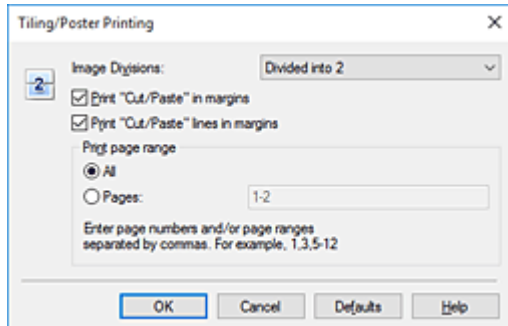 Tiling/Poster Printing
Image Divisions: Divided into 2
2
Print "Cut/Paste" in margins
Print "Cut/Paste" lines in margins
Print page range
All
Pages: 1-2
Enter page numbers and/or page ranges
separated by commas. For example, 1,3,5-12
OK Cancel Defaults Help